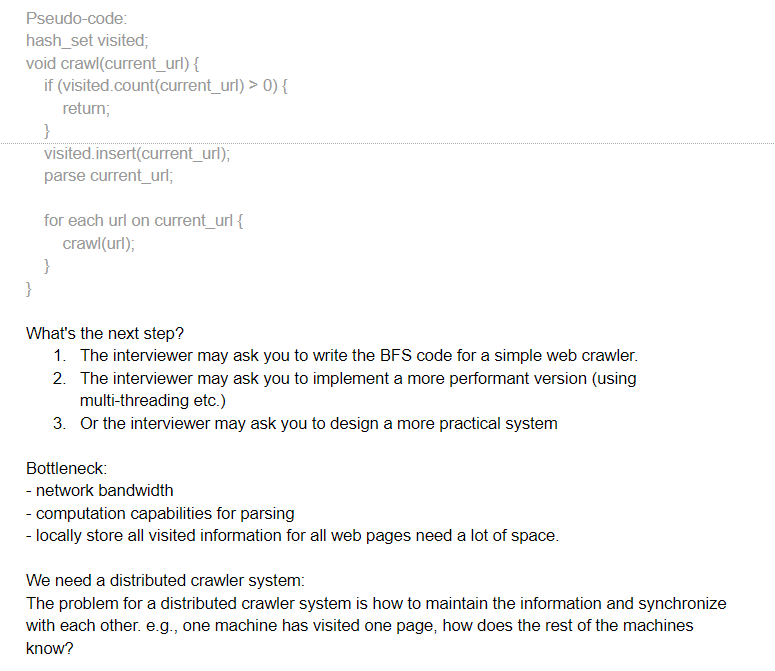 Pseudo-code:
hash_set visited;
void crawl(current_url) {
if (visited.count(current_url) > 0) {
return;
}
visited.insert(current_url);
parse current_url;
for each url on current_url {
crawl(url);
}
}
What's the next step?
1. The interviewer may ask you to write the BFS code for a simple web crawler.
2. The interviewer may ask you to implement a more performant version (using
multi-threading etc.)
3. Or the interviewer may ask you to design a more practical system
Bottleneck:
- network bandwidth
- computation capabilities for parsing
- locally store all visited information for all web pages need a lot of space.
We need a distributed crawler system:
The problem for a distributed crawler system is how to maintain the information and synchronize
with each other. e.g., one machine has visited one page, how does the rest of the machines
know?